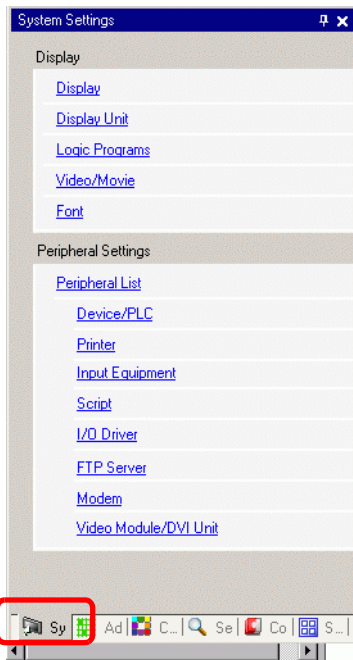 System Settings
Display
Display
Display Unit
Logic Programs
Video/Movie
Font
Peripheral Settings
Peripheral List
Device/PLC
Printer
Input Equipment
Script
I/O Driver
FTP Server
Modem
Video Module/DVI Unit
Sy Ad C... Se Co S...